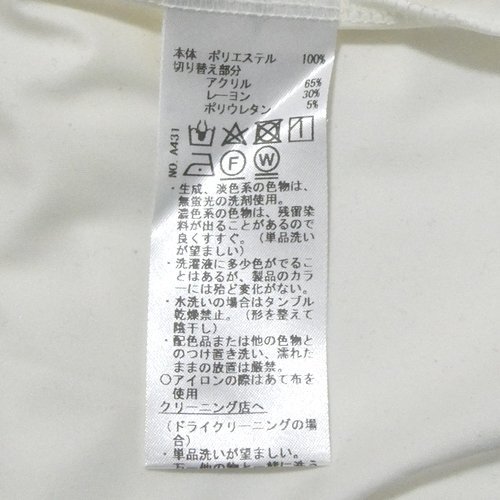 本体 ポリエステル 100%
切り替え部分
アクリル 65%
レーヨン 30%
ポリウレタン 5%
NO. A431
F W
・生成、淡色系の色物は、
無蛍光の洗剤使用。
濃色系の色物は、残留染
料が出ることがあるので
良くすすぐ。（単品洗い
が望ましい）
・洗濯液に多少色がでるこ
とはあるが、製品のカラ
ーには殆ど変化がない。
・水洗いの場合はタンブル
乾燥禁止。（形を整えて
陰干し）
・配色品または他の色物と
のつけ置き洗い、濡れた
ままの放置は厳禁。
○アイロンの際はあて布を
使用
クリーニング店へ
（ドライクリーニングの場
合）
・単品洗いが望ましい。
万一他の物と一緒に洗う